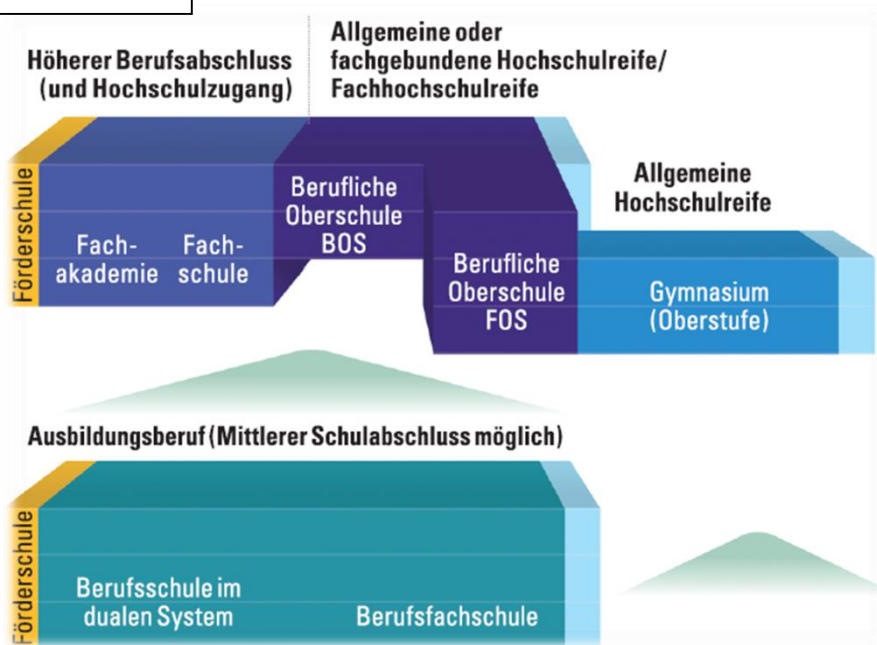 Höherer Berufsabschluss
(und Hochschulzugang)
Allgemeine oder
fachgebundene Hochschulreife/
Fachhochschulreife
Förderschule
Fach-
akademie
Fach-
schule
Berufliche
Oberschule
BOS
Berufliche
Oberschule
FOS
Allgemeine
Hochschulreife
Gymnasium
(Oberstufe)
Ausbildungsberuf (Mittlerer Schulabschluss möglich)
Förderschule
Berufsschule im
dualen System
Berufsfachschule